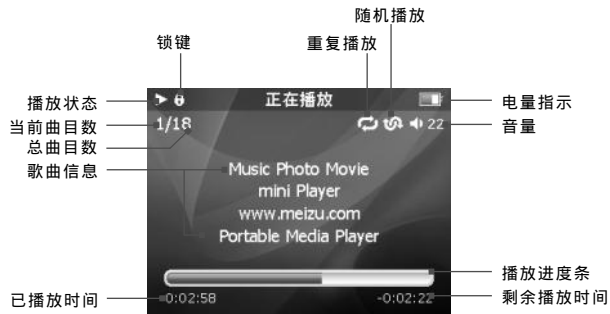 随机播放
锁键
重复播放
播放状态
正在播放
电量指示
当前曲目数
1/18
22
音量
总曲目数
歌曲信息
Music Photo Movie
mini Player
www.meizu.com
Portable Media Player
播放进度条
已播放时间
0:02:58
-0:02:22
剩余播放时间